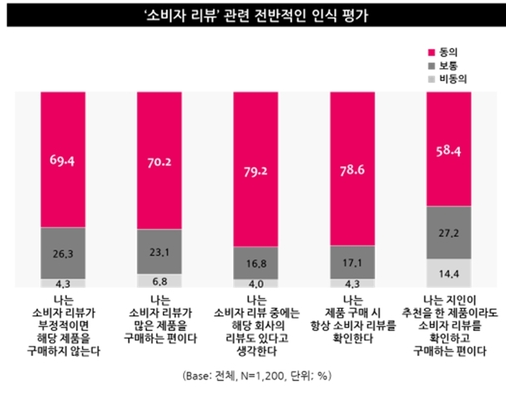 '소비자 리뷰' 관련 전반적인 인식 평가
동의
보통
비동의
69.4
70.2
79.2
78.6
58.4
26,3
23,1
16,8
17,1
27,2
4,3
6,8
4,0
4,3
14,4
나는
소비자 리뷰가
부정적이면
해당 제품을
구매하지 않는다
나는
소비자 리뷰가
많은 제품을
구매하는 편이다
나는
소비자 리뷰 중에는
해당 회사의
리뷰도 있다고
생각한다
나는
제품 구매 시
항상 소비자 리뷰를
확인한다
나는 지인이
추천을 한 제품이라도
소비자 리뷰를
확인하고
구매하는 편이다
(Base: 전체, N=1,200, 단위; %)